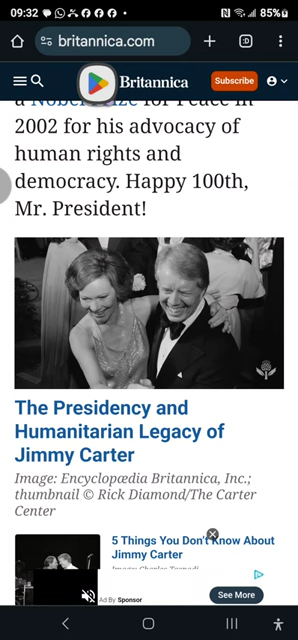 09:32
85%
britannica.com
Britannica
Subscribe
a Nobel Prize for Peace in
2002 for his advocacy of
human rights and
democracy. Happy 100th,
Mr. President!
The Presidency and
Humanitarian Legacy of
Jimmy Carter
Image: Encyclopædia Britannica, Inc.;
thumbnail © Rick Diamond/The Carter
Center
5 Things You Don't Know About
Jimmy Carter
Ad By Sponsor
See More